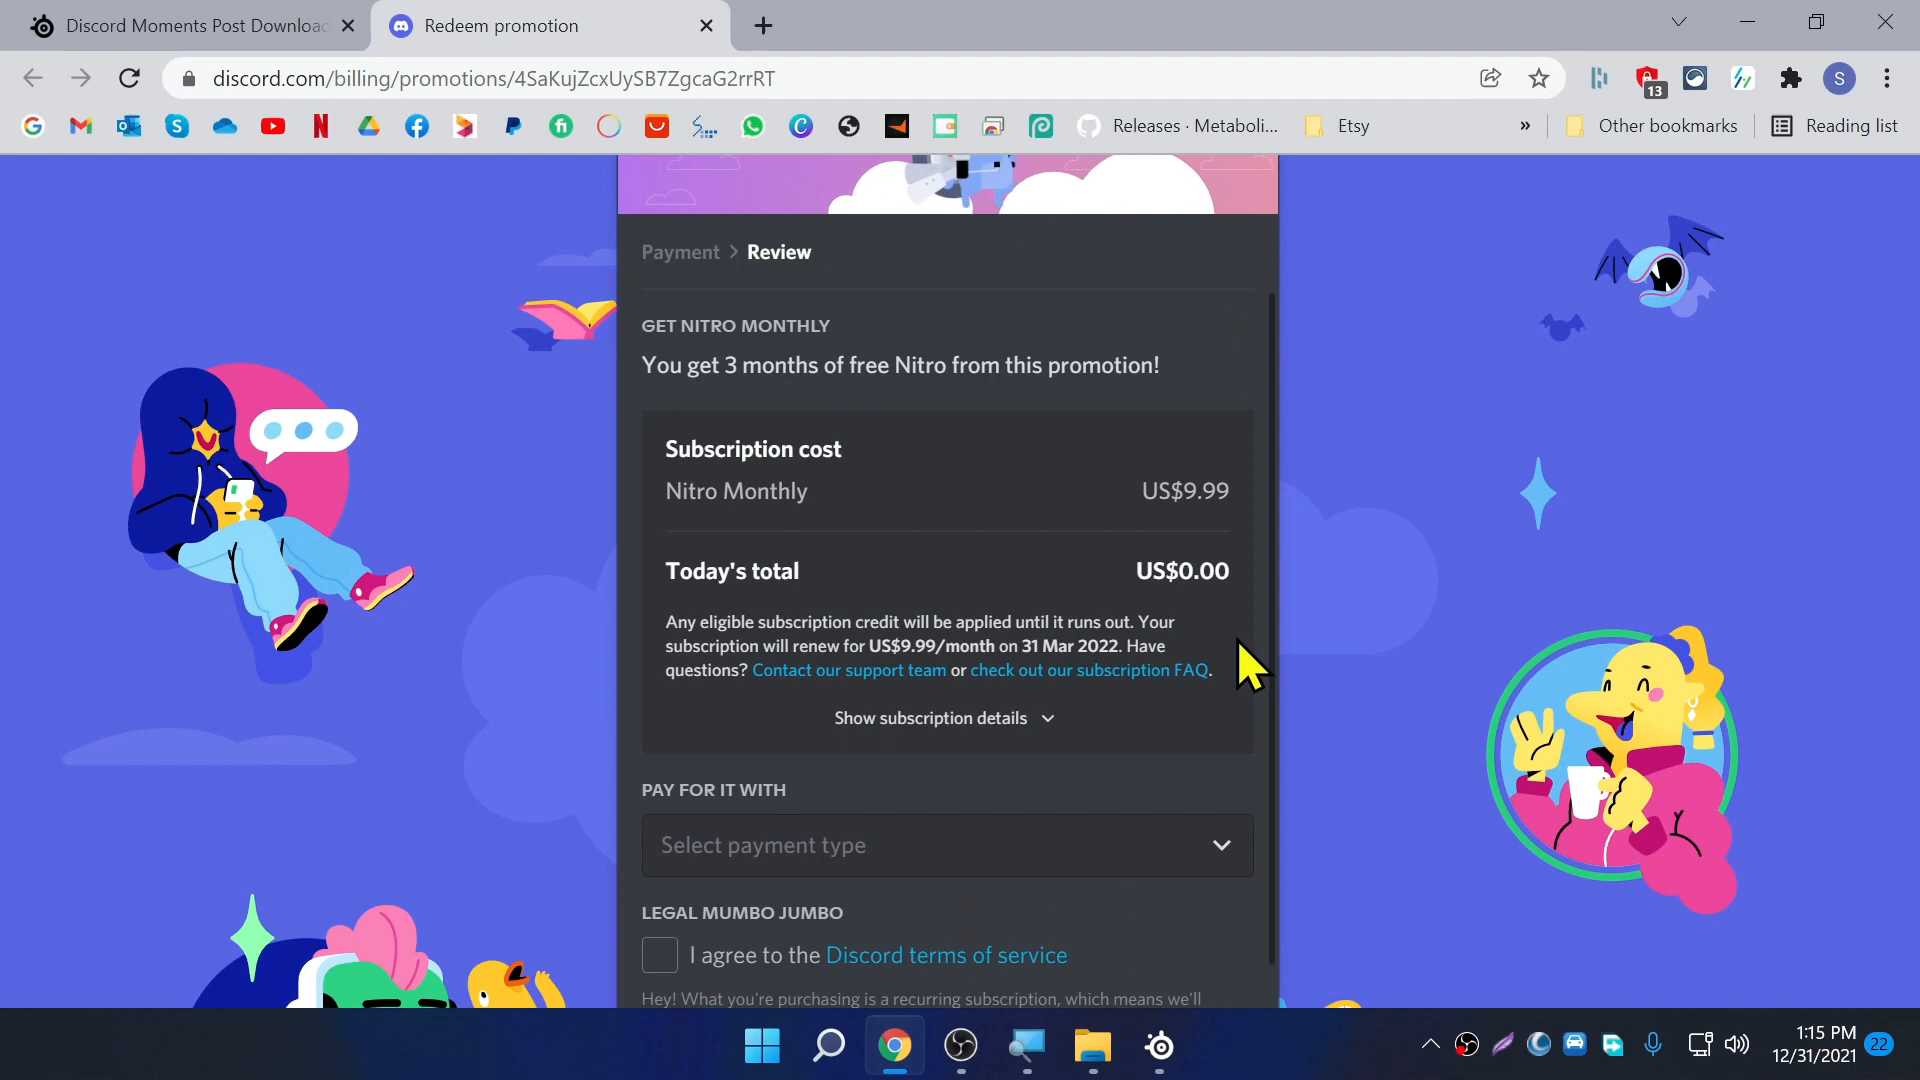 Discord Moments Post Downloa
Redeem promotion
discord.com/billing/promotions/4SaKujZcxUySB7ZgcaG2rrRT
13
S
Releases · Metaboli...
Etsy
»
Other bookmarks
Reading list
Payment > Review
GET NITRO MONTHLY
You get 3 months of free Nitro from this promotion!
Subscription cost
Nitro Monthly US$9.99
Today's total US$0.00
Any eligible subscription credit will be applied until it runs out. Your
subscription will renew for US$9.99/month on 31 Mar 2022. Have
questions? Contact our support team or check out our subscription FAQ.
Show subscription details
PAY FOR IT WITH
Select payment type
LEGAL MUMBO JUMBO
I agree to the Discord terms of service
Hey! What you're purchasing is a recurring subscription, which means we'll
1:15 PM
12/31/2021
22